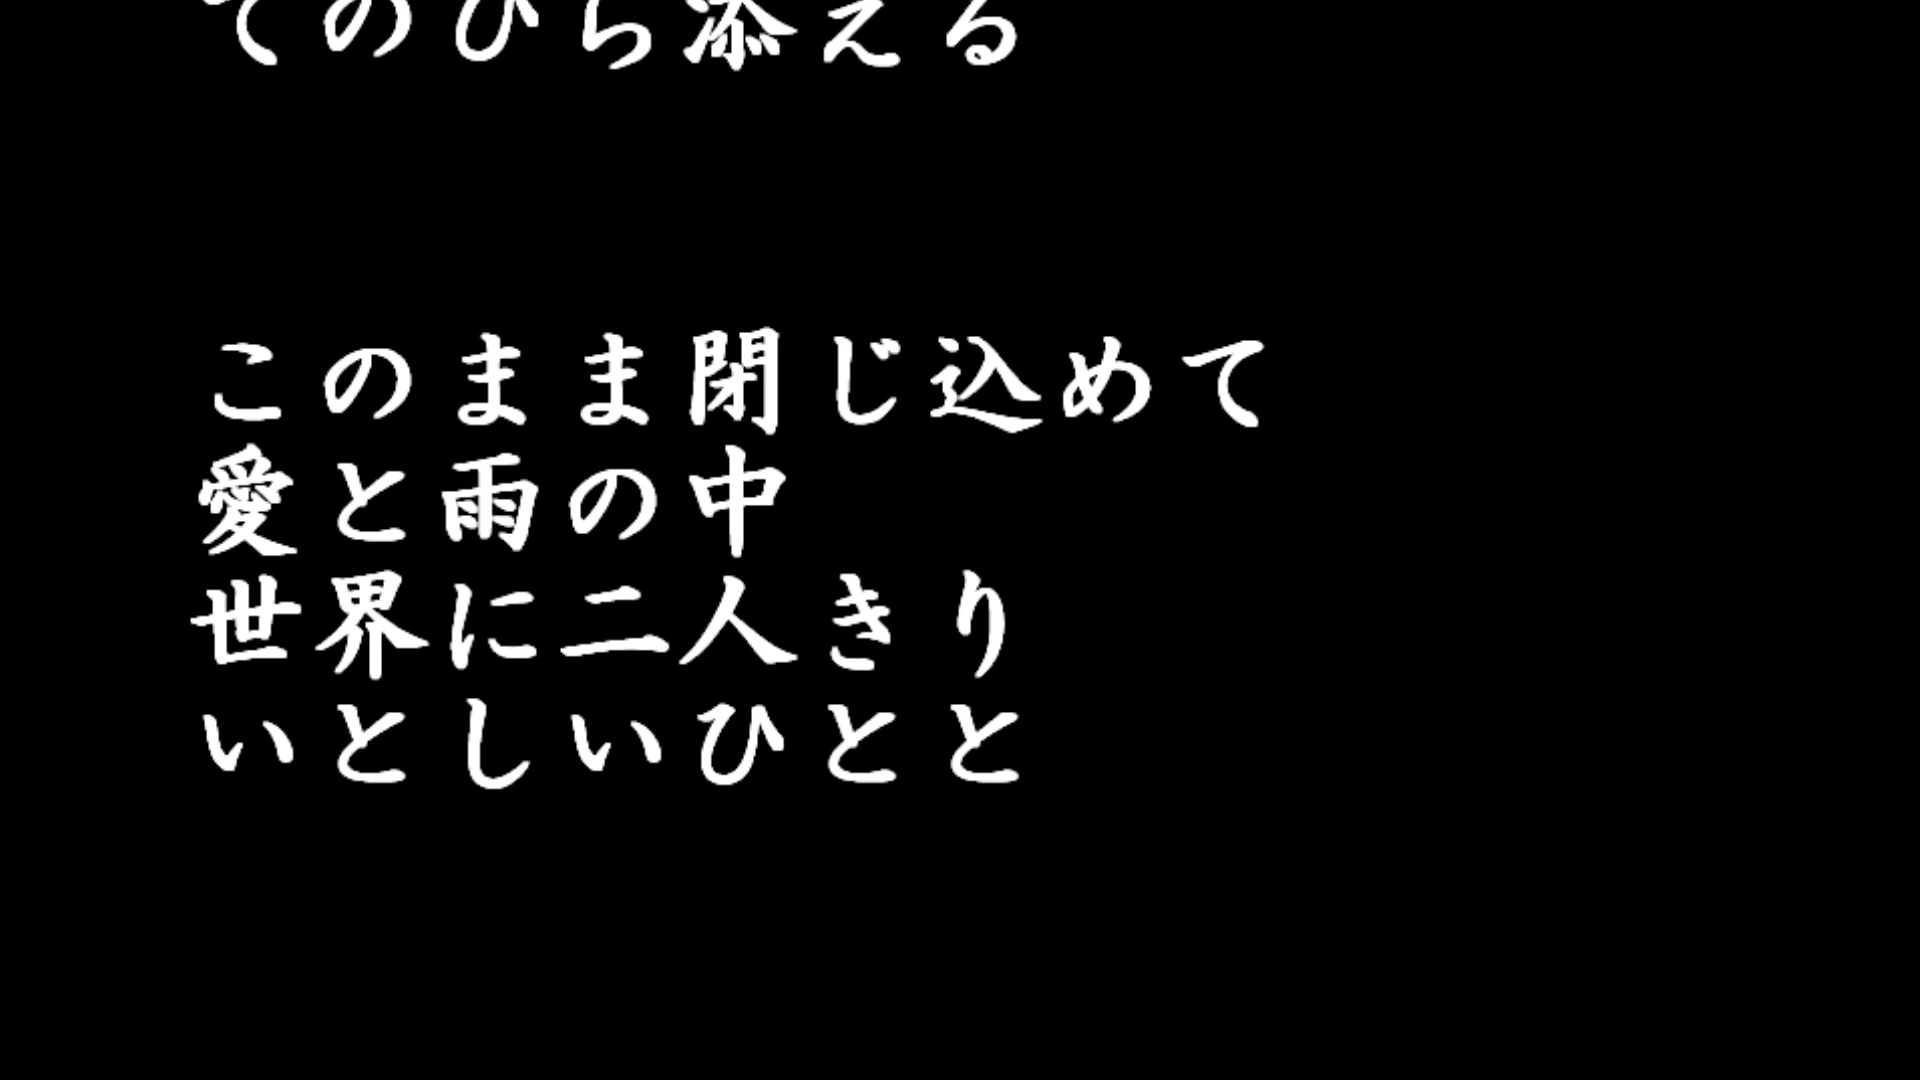 てのひら添える
このまま閉じ込めて
愛と雨の中
世界に二人きり
いとしいひとと